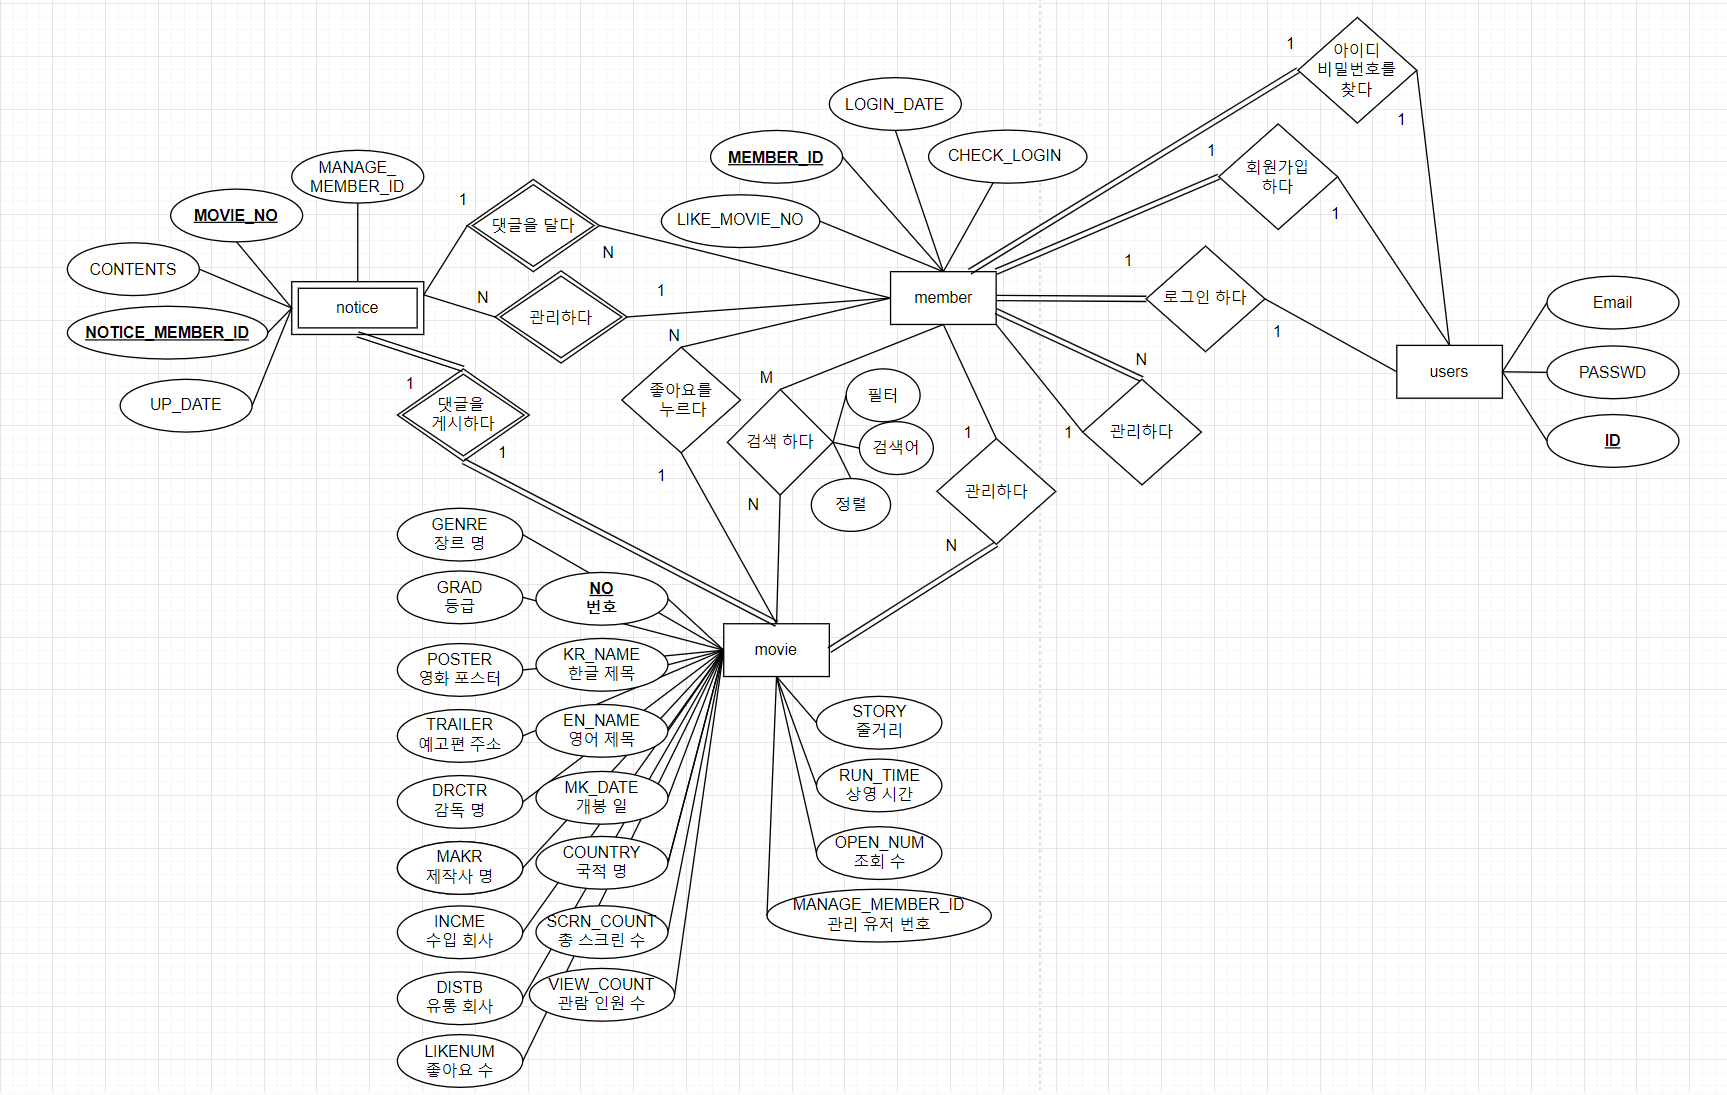 아이디
비밀번호를
찾다
1
1
회원가입
하다
1
1
로그인 하다
1
1
LOGIN_DATE
MEMBER_ID
CHECK_LOGIN
LIKE_MOVIE_NO
member
MANAGE_
MEMBER_ID
MOVIE_NO
CONTENTS
NOTICE_MEMBER_ID
UP_DATE
notice
1
댓글을 달다
N
N
관리하다
1
1
댓글을
게시하다
1
N
좋아요를
누르다
1
M
검색 하다
N
필터
검색어
정렬
1
관리하다
N
N
1
관리하다
users
Email
PASSWD
ID
movie
GENRE
장르 명
NO
번호
GRAD
등급
KR_NAME
한글 제목
POSTER
영화 포스터
EN_NAME
영어 제목
TRAILER
예고편 주소
MK_DATE
개봉 일
DRCTR
감독 명
COUNTRY
국적 명
MAKR
제작사 명
SCRN_COUNT
총 스크린 수
INCME
수입 회사
VIEW_COUNT
관람 인원 수
DISTB
유통 회사
LIKENUM
좋아요 수
STORY
줄거리
RUN_TIME
상영 시간
OPEN_NUM
조회 수
MANAGE_MEMBER_ID
관리 유저 번호